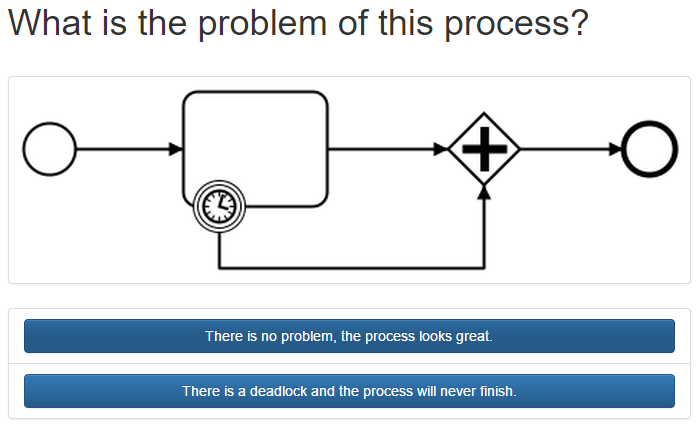 What is the problem of this process?
There is no problem, the process looks great.
There is a deadlock and the process will never finish.